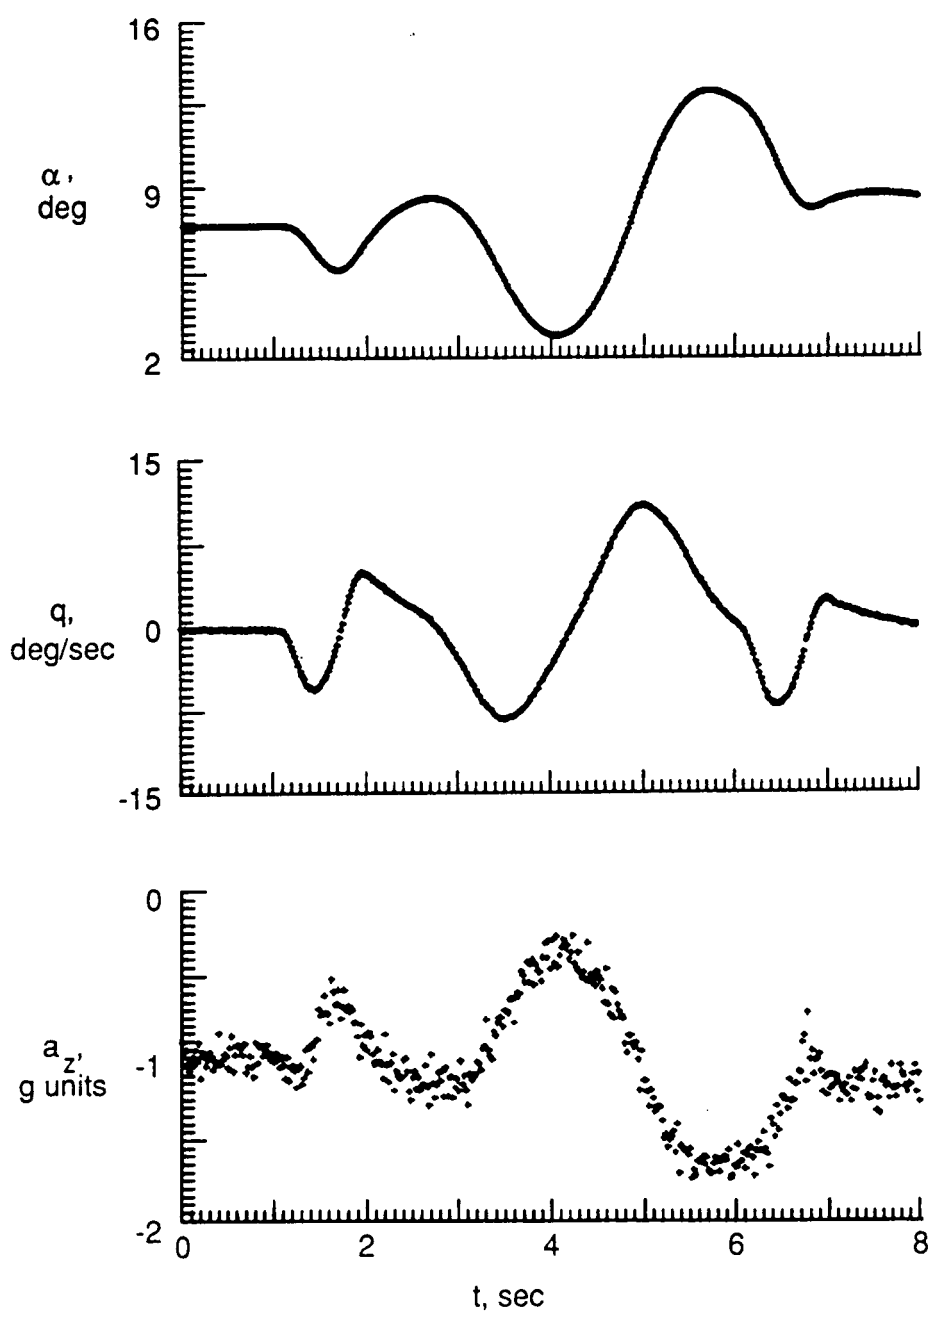 16
α,
deg
9
2
15
q,
deg/sec
0
-15
0
a z,
g units
-1
-2
0 2 4 6 8
t, sec